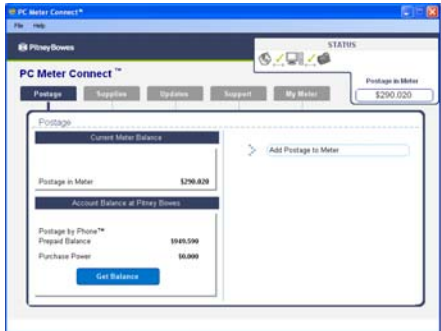 PC Meter Connect™
File Help
Pitney Bowes
STATUS
PC Meter Connect ™
Postage in Meter
$290.020
Postage Supplies Updates Support My Meter
Postage
Current Meter Balance
Postage in Meter $290.020
Add Postage to Meter
Account Balance at Pitney Bowes
Postage by Phone™
Prepaid Balance $949.590
Purchase Power $0.000
Get Balance